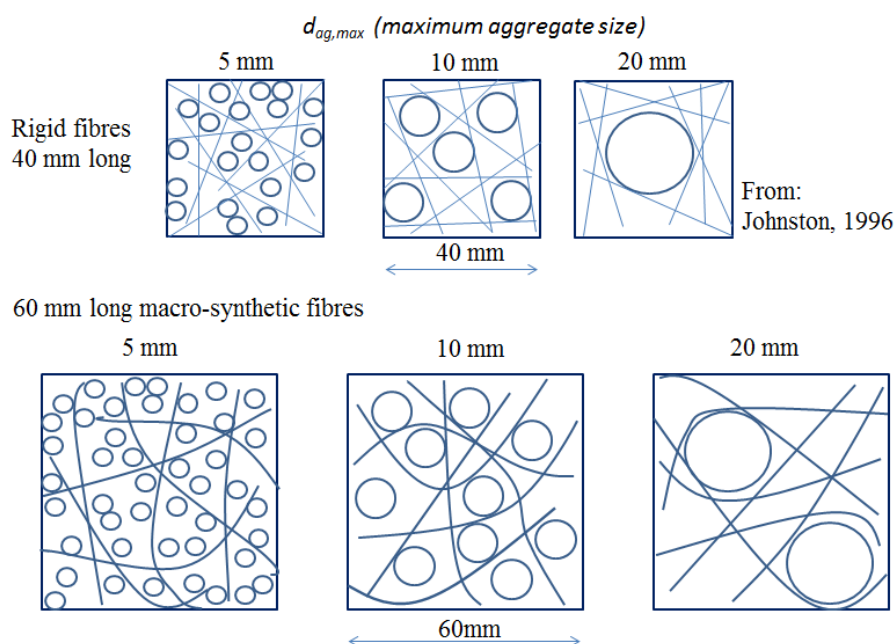 d_ag,max (maximum aggregate size)
5 mm
10 mm
20 mm
Rigid fibres
40 mm long
From:
Johnston, 1996
40 mm
60 mm long macro-synthetic fibres
5 mm
10 mm
20 mm
60mm